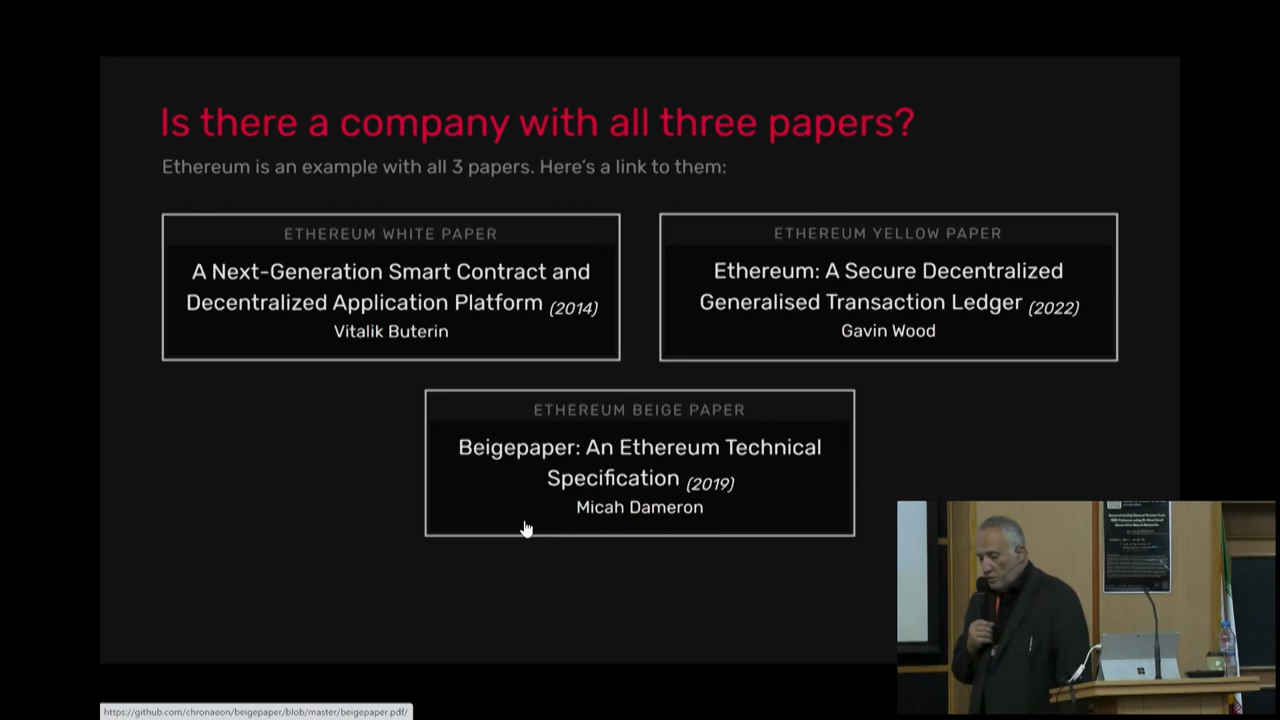 Is there a company with all three papers?
Ethereum is an example with all 3 papers. Here's a link to them:
ETHEREUM WHITE PAPER
A Next-Generation Smart Contract and
Decentralized Application Platform (2014)
Vitalik Buterin
ETHEREUM YELLOW PAPER
Ethereum: A Secure Decentralized
Generalised Transaction Ledger (2022)
Gavin Wood
ETHEREUM BEIGE PAPER
Beigepaper: An Ethereum Technical
Specification (2019)
Micah Dameron
https://github.com/chronaeon/beigepaper/blob/master/beigepaper.pdf/